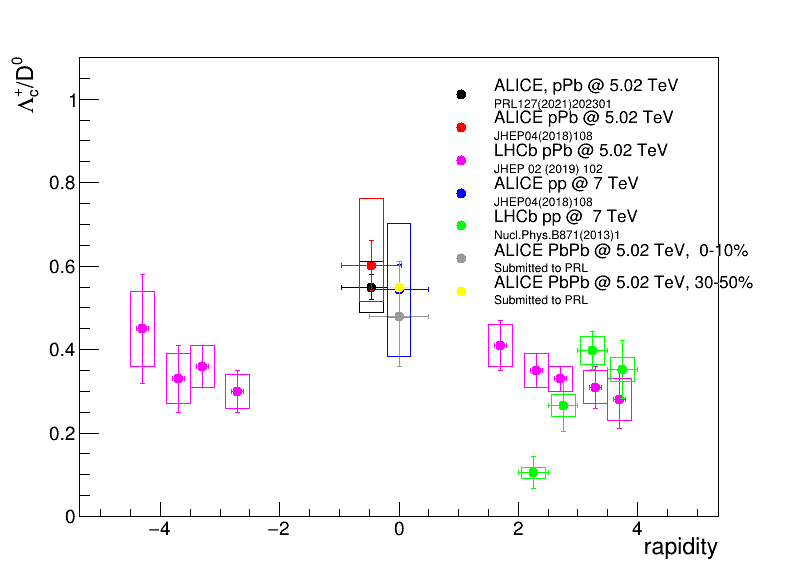 Λc+/D0
1
0.8
0.6
0.4
0.2
0
−4
−2
0
2
4
rapidity
ALICE, pPb @ 5.02 TeV
PRL127(2021)202301
ALICE pPb @ 5.02 TeV
JHEP04(2018)108
LHCb pPb @ 5.02 TeV
JHEP 02 (2019) 102
ALICE pp @ 7 TeV
JHEP04(2018)108
LHCb pp @  7 TeV
Nucl.Phys.B871(2013)1
ALICE PbPb @ 5.02 TeV,  0-10%
Submitted to PRL
ALICE PbPb @ 5.02 TeV, 30-50%
Submitted to PRL